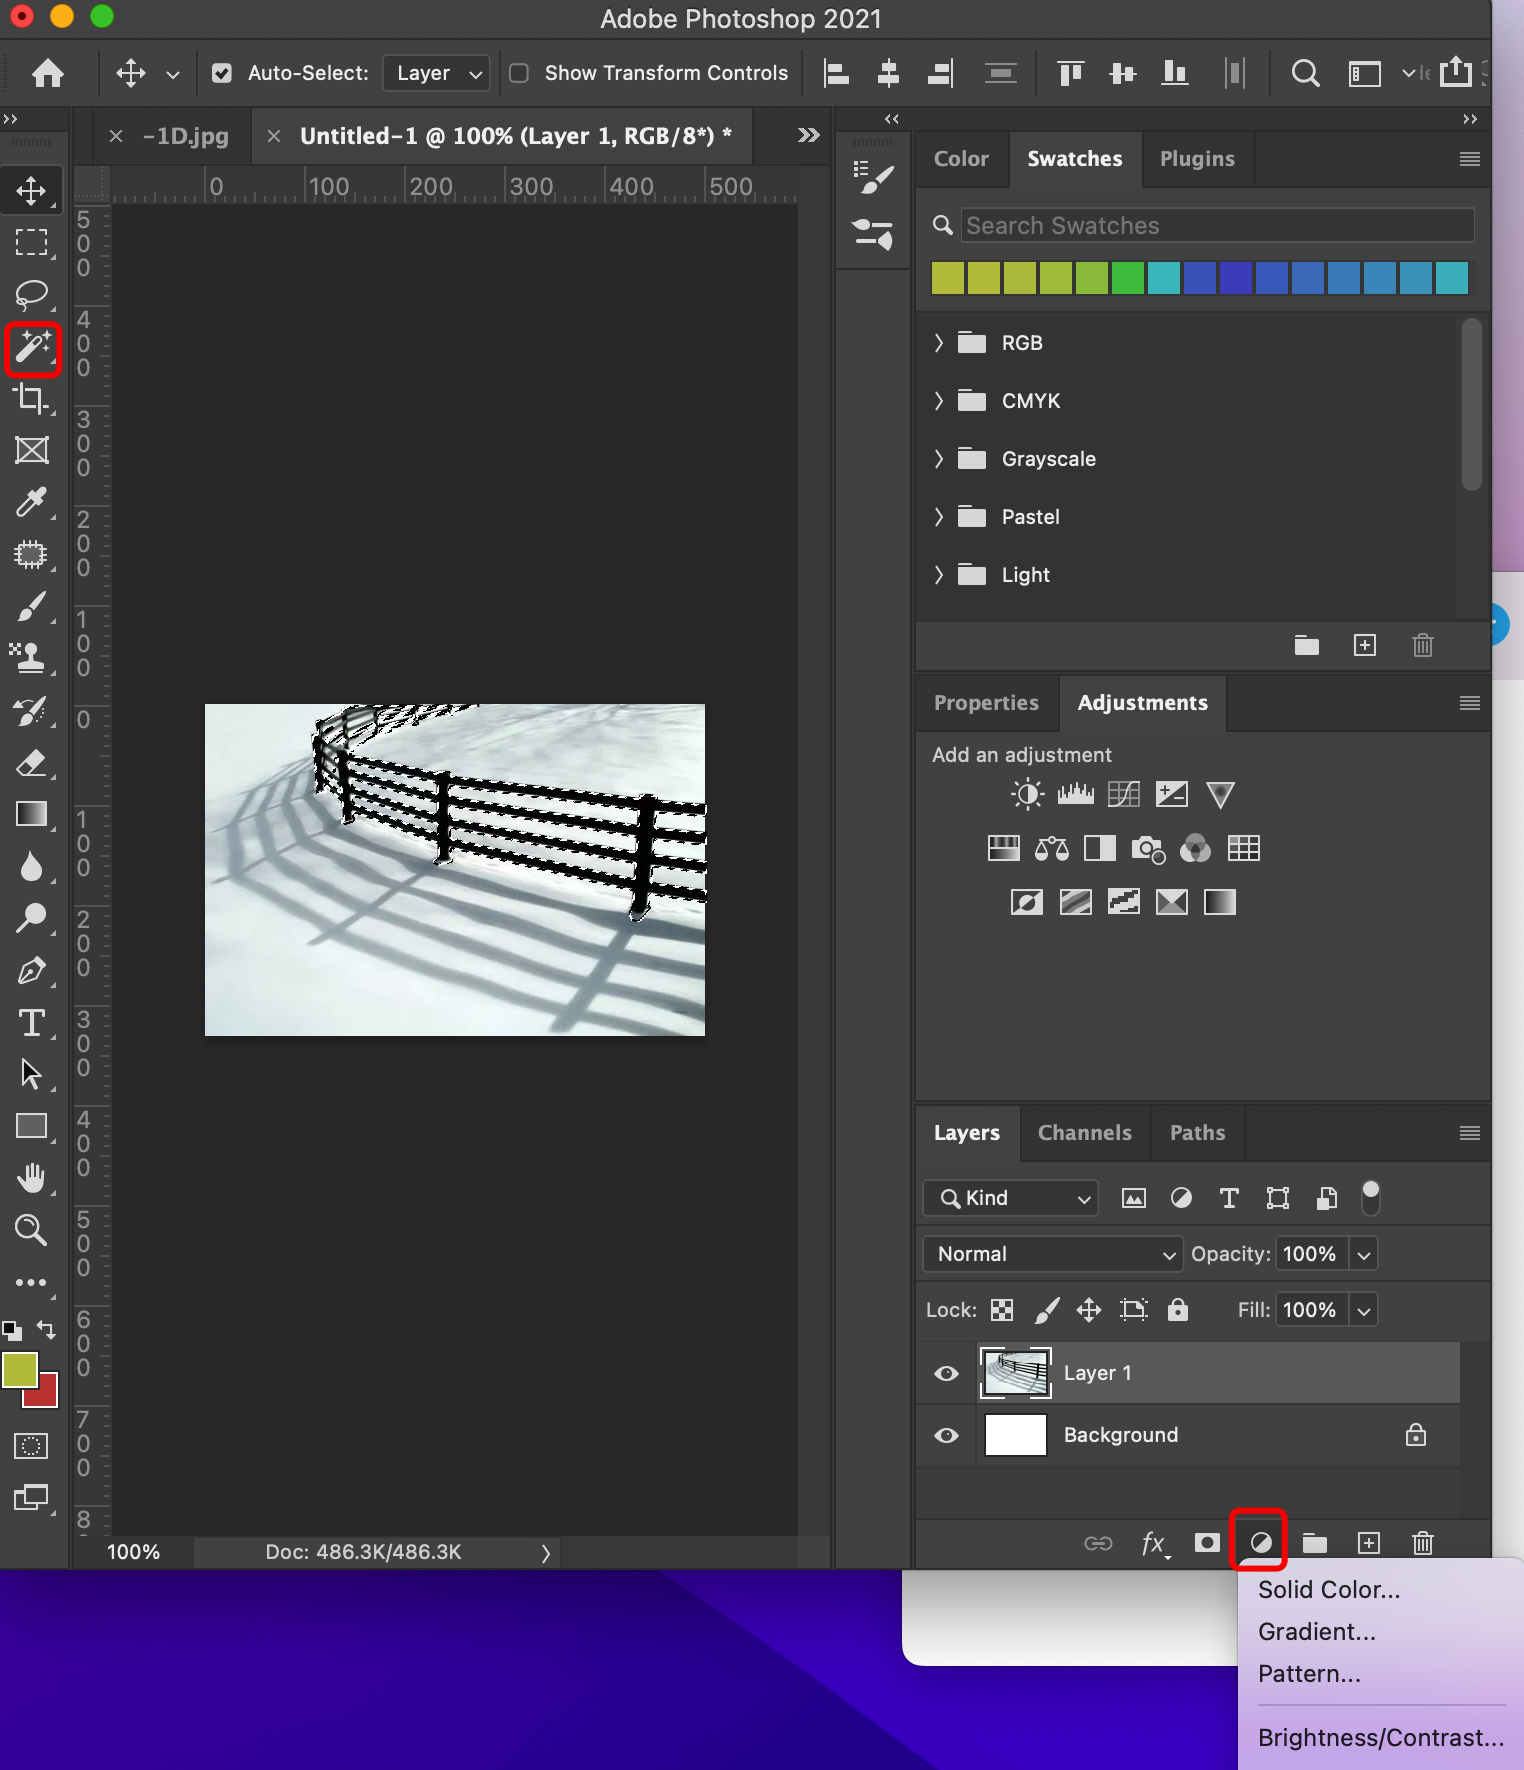 Adobe Photoshop 2021
Auto-Select: Layer Show Transform Controls
-1D.jpg
Untitled-1 @ 100% (Layer 1, RGB/8*) *
0 100 200 300 400 500
500
400
300
200
100
0
100
200
300
400
500
600
700
8
100% Doc: 486.3K/486.3K
Color Swatches Plugins
Search Swatches
RGB
CMYK
Grayscale
Pastel
Light
Properties Adjustments
Add an adjustment
Layers Channels Paths
Kind
Normal Opacity: 100%
Lock: Fill: 100%
Layer 1
Background
fx
Solid Color...
Gradient...
Pattern...
Brightness/Contrast...